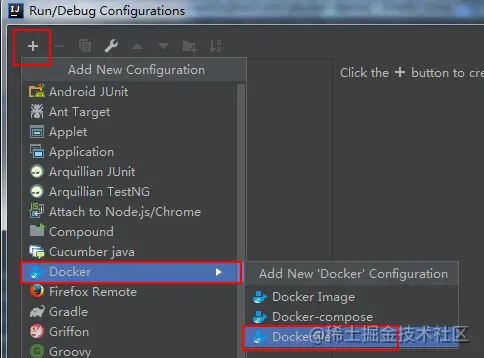 Run/Debug Configurations
Add New Configuration
Click the + button to cre
Android JUnit
Ant Target
Applet
Application
Arquillian JUnit
Arquillian TestNG
Attach to Node.js/Chrome
Compound
Cucumber java
Docker
Firefox Remote
Gradle
Griffon
Groovy
Add New 'Docker' Configuration
Docker Image
Docker-compose
@稀土掘金技术社区